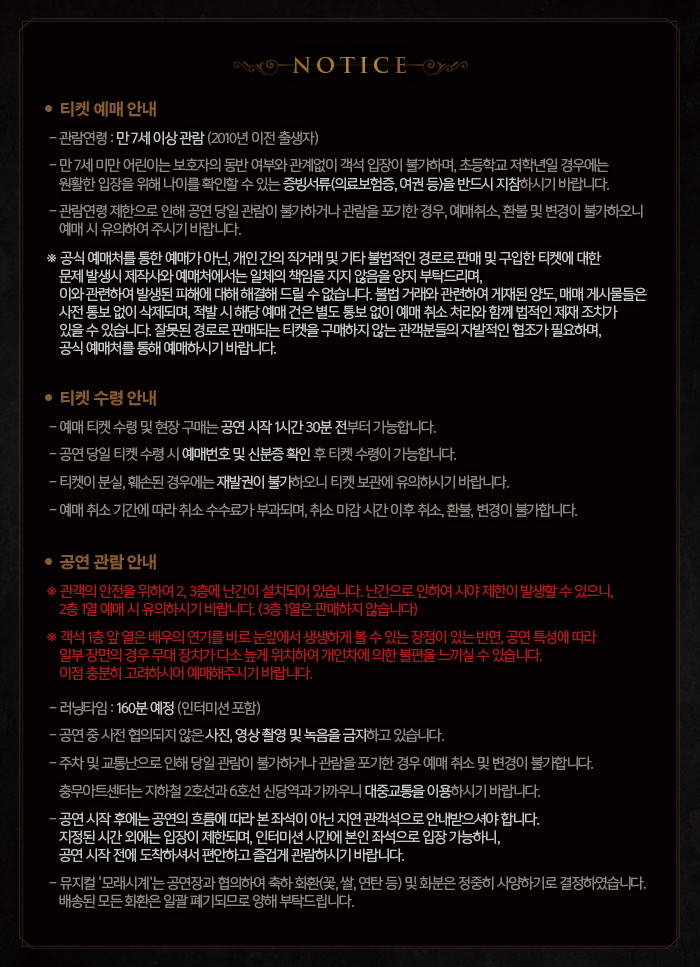 NOTICE
• 티켓 예매 안내
– 관람연령 : 만 7세 이상 관람 (2010년 이전 출생자)
– 만 7세 미만 어린이는 보호자의 동반 여부와 관계없이 객석 입장이 불가하며, 초등학교 저학년일 경우에는
원활한 입장을 위해 나이를 확인할 수 있는 증빙서류(의료보험증, 여권 등)을 반드시 지참하시기 바랍니다.
– 관람연령 제한으로 인해 공연 당일 관람이 불가하거나 관람을 포기한 경우, 예매취소, 환불 및 변경이 불가하오니
예매 시 유의하여 주시기 바랍니다.
※ 공식 예매처를 통한 예매가 아닌, 개인 간의 직거래 및 기타 불법적인 경로로 판매 및 구입한 티켓에 대한
문제 발생시 제작사와 예매처에서는 일체의 책임을 지지 않음을 양지 부탁드리며,
이와 관련하여 발생된 피해에 대해 해결해 드릴 수 없습니다. 불법 거래와 관련하여 게재된 양도, 매매 게시물들은
사전 통보 없이 삭제되며, 적발 시 해당 예매 건은 별도 통보 없이 예매 취소 처리와 함께 법적인 제재 조치가
있을 수 있습니다. 잘못된 경로로 판매되는 티켓을 구매하지 않는 관객분들의 자발적인 협조가 필요하며,
공식 예매처를 통해 예매하시기 바랍니다.
• 티켓 수령 안내
– 예매 티켓 수령 및 현장 구매는 공연 시작 1시간 30분 전부터 가능합니다.
– 공연 당일 티켓 수령 시 예매번호 및 신분증 확인 후 티켓 수령이 가능합니다.
– 티켓이 분실, 훼손된 경우에는 재발권이 불가하오니 티켓 보관에 유의하시기 바랍니다.
– 예매 취소 기간에 따라 취소 수수료가 부과되며, 취소 마감 시간 이후 취소, 환불, 변경이 불가합니다.
• 공연 관람 안내
※ 관객의 안전을 위하여 2, 3층에 난간이 설치되어 있습니다. 난간으로 인하여 시야 제한이 발생할 수 있으니,
2층 1열 예매 시 유의하시기 바랍니다. (3층 1열은 판매하지 않습니다)
※ 객석 1층 앞 열은 배우의 연기를 바로 눈앞에서 생생하게 볼 수 있는 장점이 있는 반면, 공연 특성에 따라
일부 장면의 경우 무대 장치가 다소 높게 위치하여 개인차에 의한 불편을 느끼실 수 있습니다.
이점 충분히 고려하시어 예매해주시기 바랍니다.
– 러닝타임 : 160분 예정 (인터미션 포함)
– 공연 중 사전 협의되지 않은 사진, 영상 촬영 및 녹음을 금지하고 있습니다.
– 주차 및 교통난으로 인해 당일 관람이 불가하거나 관람을 포기한 경우 예매 취소 및 변경이 불가합니다.
충무아트센터는 지하철 2호선과 6호선 신당역과 가까우니 대중교통을 이용하시기 바랍니다.
– 공연 시작 후에는 공연의 흐름에 따라 본 좌석이 아닌 지연 관객석으로 안내받으셔야 합니다.
지정된 시간 외에는 입장이 제한되며, 인터미션 시간에 본인 좌석으로 입장 가능하니,
공연 시작 전에 도착하셔서 편안하고 즐겁게 관람하시기 바랍니다.
– 뮤지컬 ‘모래시계’는 공연장과 협의하여 축하 화환(꽃, 쌀, 연탄 등) 및 화분은 정중히 사양하기로 결정하였습니다.
배송된 모든 화환은 일괄 폐기되므로 양해 부탁드립니다.